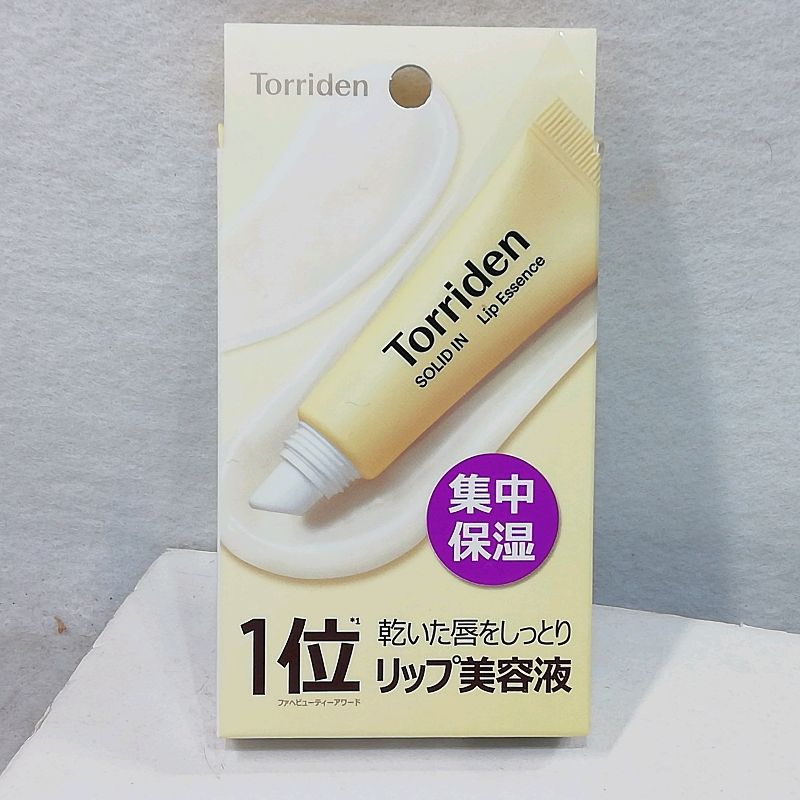 Torriden
Torriden
SOLID IN Lip Essence
集中
保湿
1位*1
ファヘビューティーアワード
乾いた唇をしっとり
リップ美容液